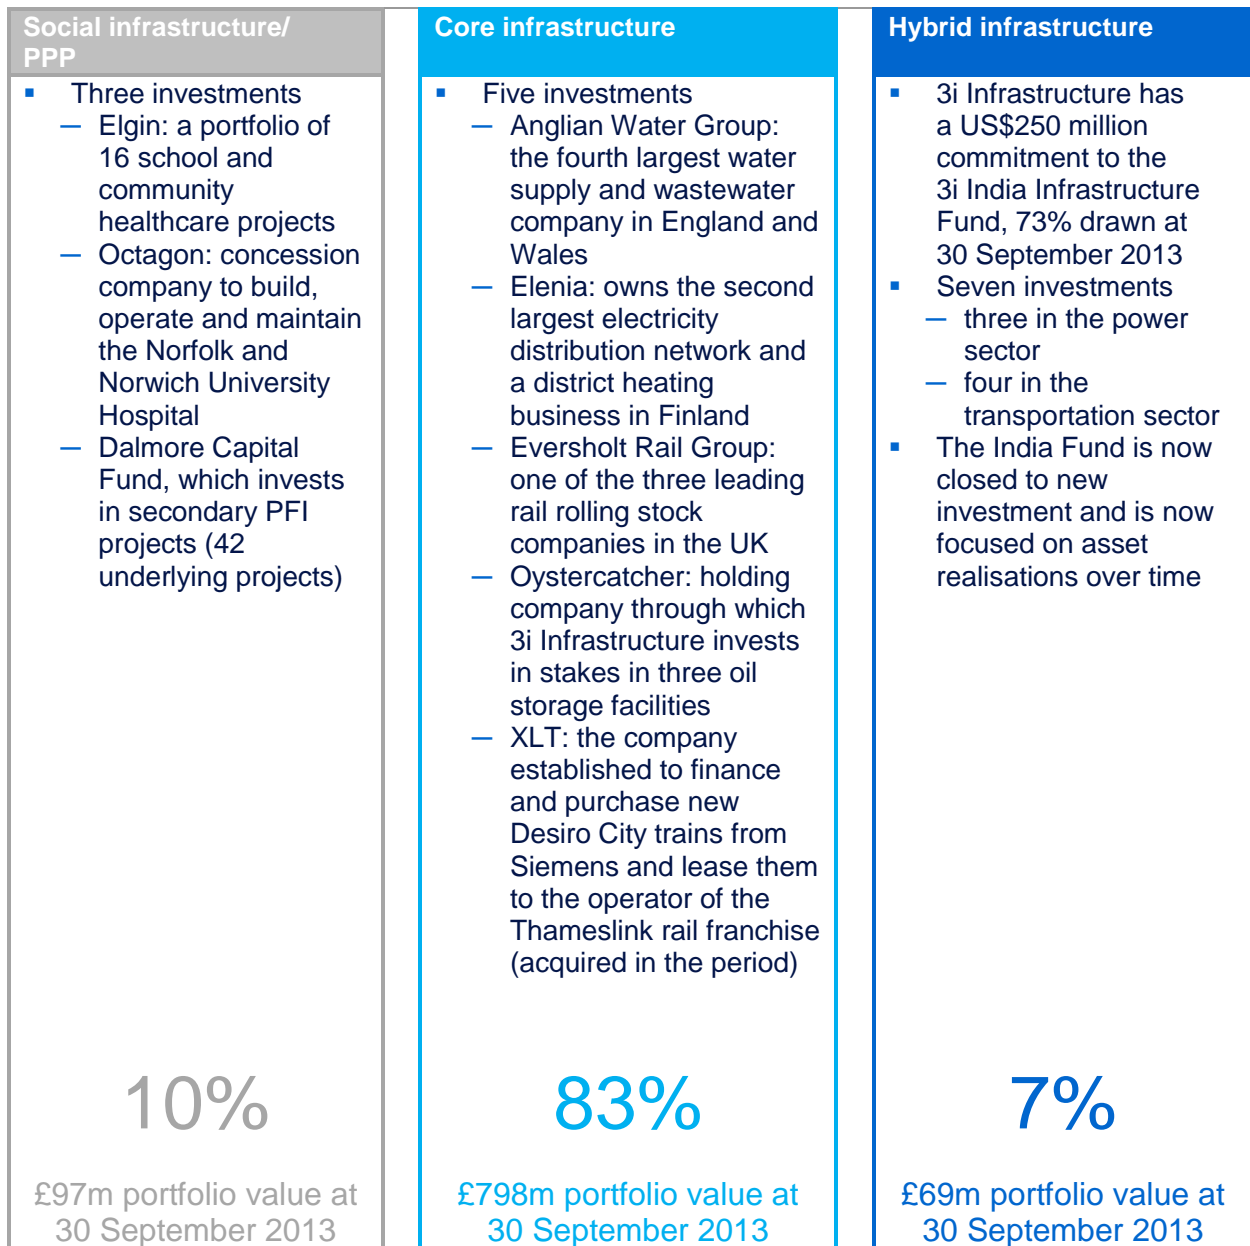 Social infrastructure/
PPP
▪ Three investments
— Elgin: a portfolio of
16 school and
community
healthcare projects
— Octagon: concession
company to build,
operate and maintain
the Norfolk and
Norwich University
Hospital
— Dalmore Capital
Fund, which invests
in secondary PFI
projects (42
underlying projects)
10%
£97m portfolio value at
30 September 2013
Core infrastructure
▪ Five investments
— Anglian Water Group:
the fourth largest water
supply and wastewater
company in England and
Wales
— Elenia: owns the second
largest electricity
distribution network and
a district heating
business in Finland
— Eversholt Rail Group:
one of the three leading
rail rolling stock
companies in the UK
— Oystercatcher: holding
company through which
3i Infrastructure invests
in stakes in three oil
storage facilities
— XLT: the company
established to finance
and purchase new
Desiro City trains from
Siemens and lease them
to the operator of the
Thameslink rail franchise
(acquired in the period)
83%
£798m portfolio value at
30 September 2013
Hybrid infrastructure
▪ 3i Infrastructure has
a US$250 million
commitment to the
3i India Infrastructure
Fund, 73% drawn at
30 September 2013
▪ Seven investments
— three in the power
sector
— four in the
transportation sector
▪ The India Fund is now
closed to new
investment and is now
focused on asset
realisations over time
7%
£69m portfolio value at
30 September 2013